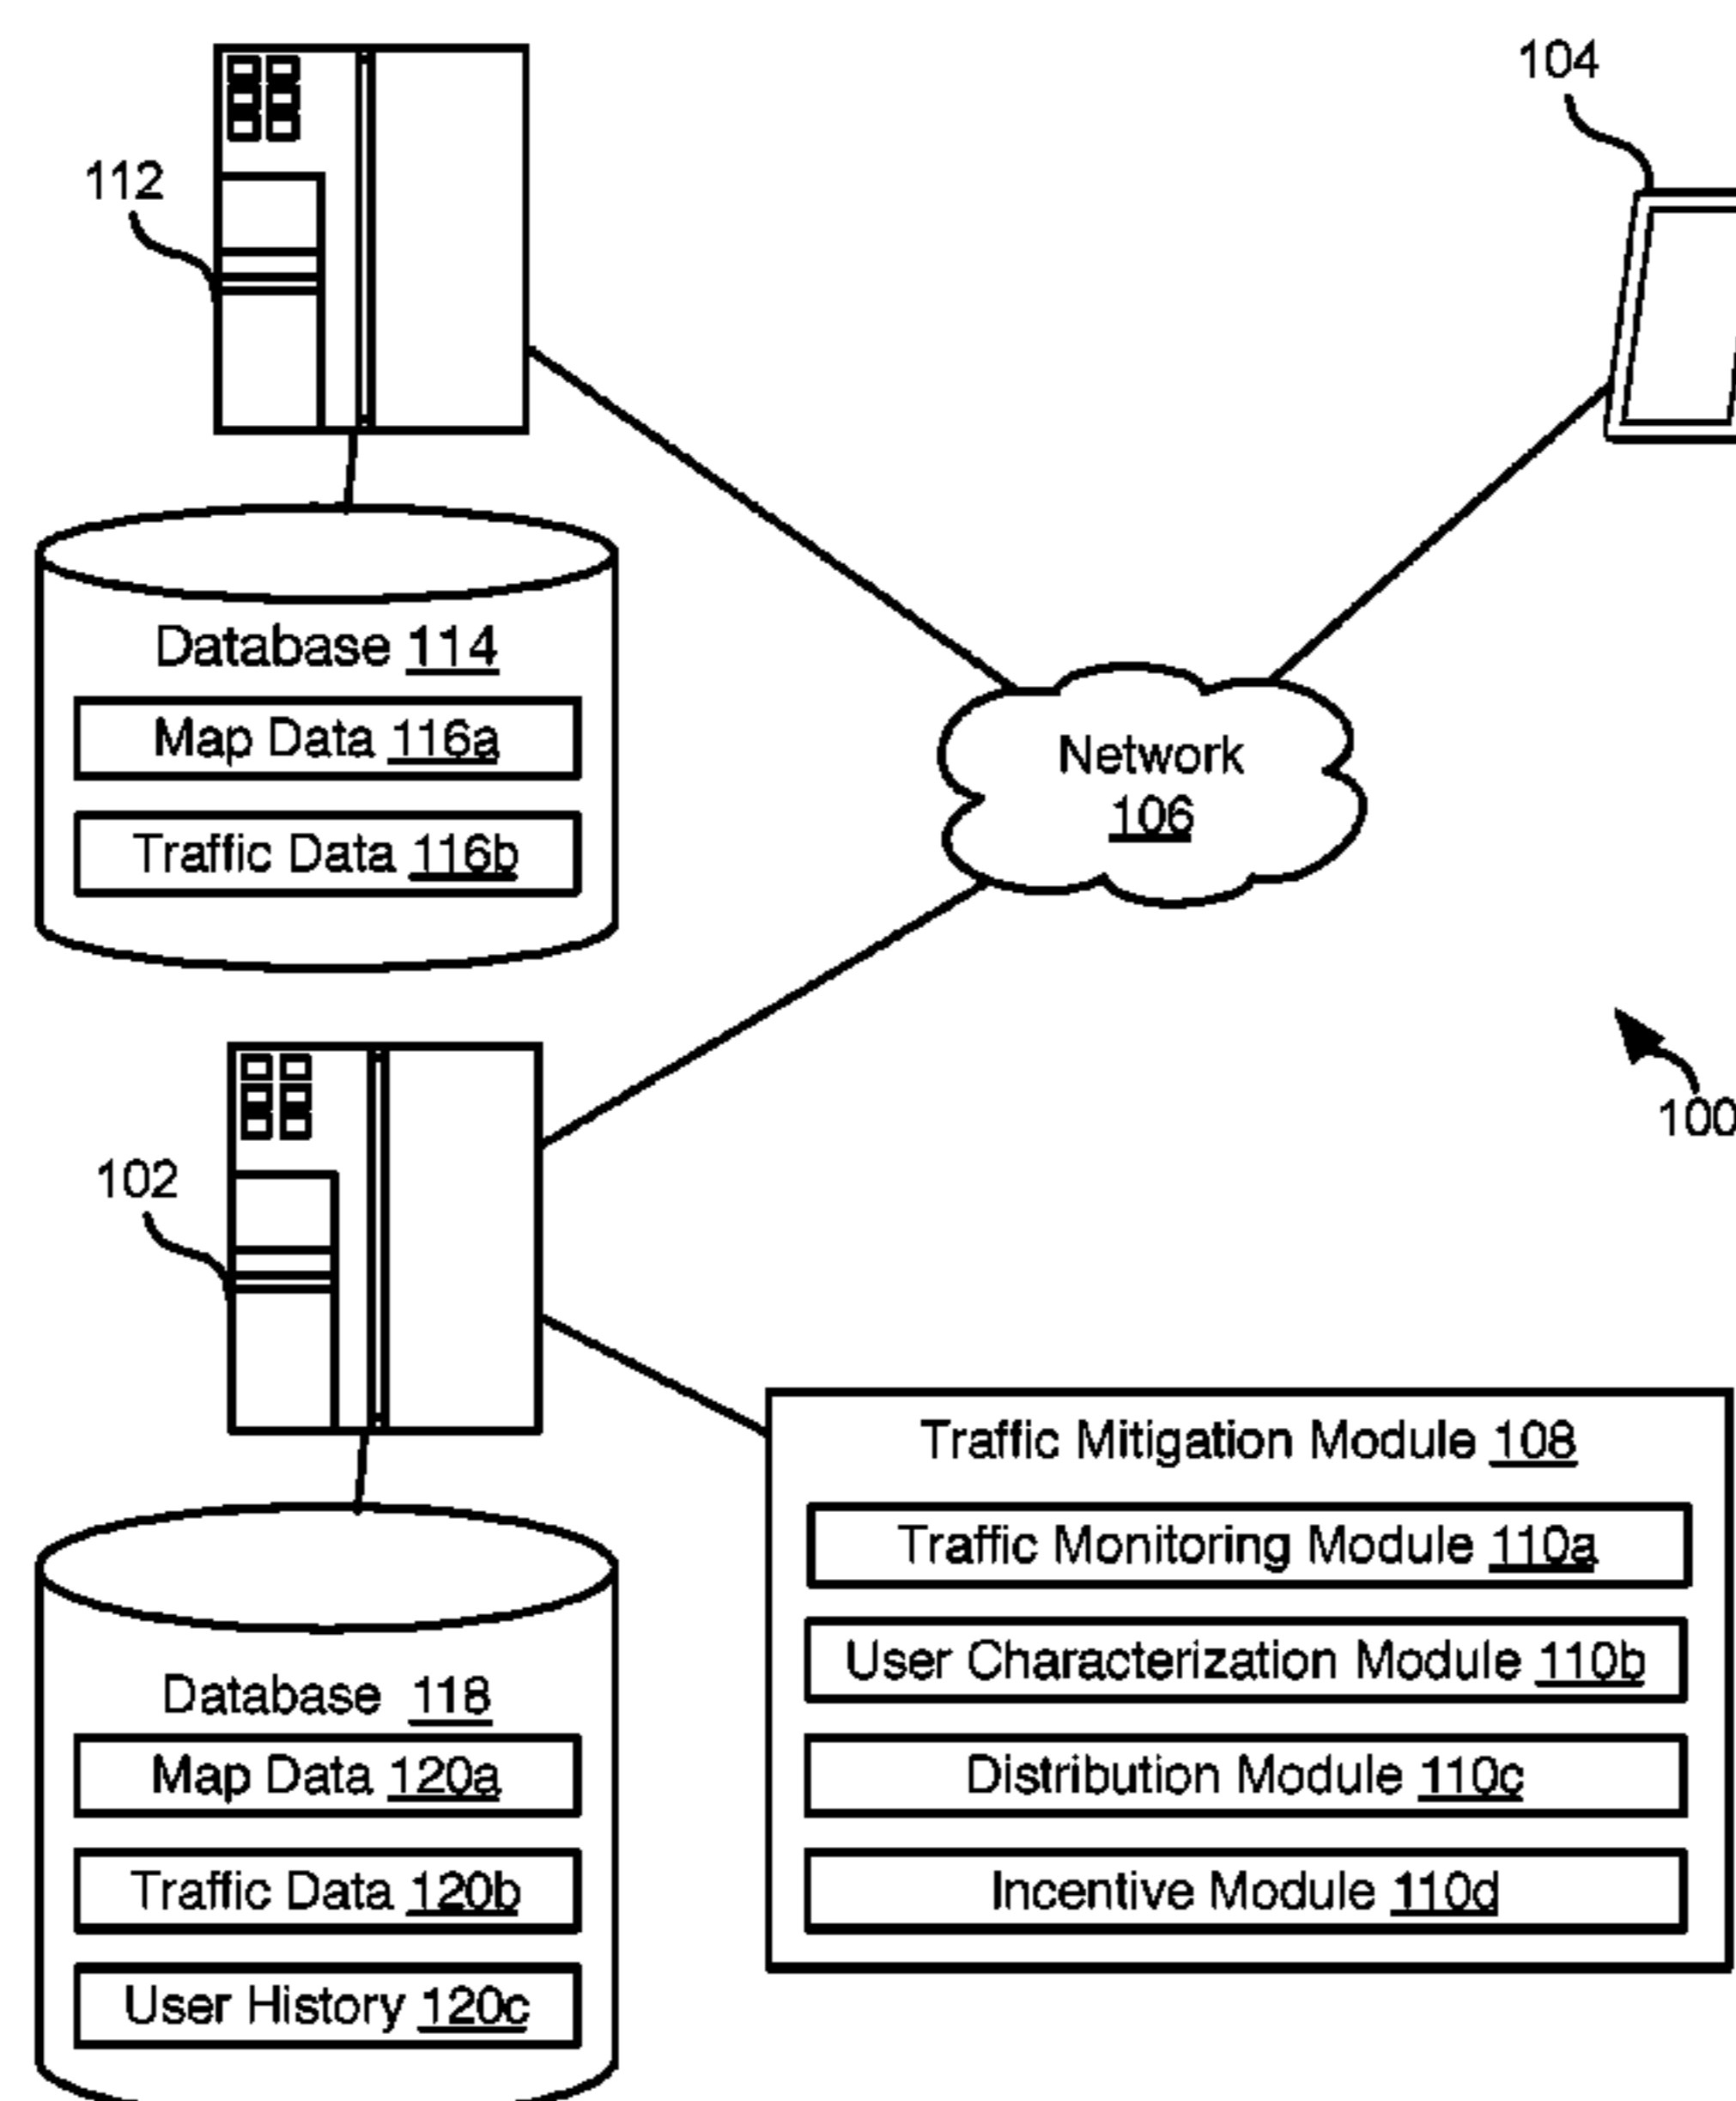 104
112
Database 114
Map Data 116a
Traffic Data 116b
Network
106
100
102
Traffic Mitigation Module 108
Traffic Monitoring Module 110a
User Characterization Module 110b
Distribution Module 110c
Incentive Module 110d
Database 118
Map Data 120a
Traffic Data 120b
User History 120c